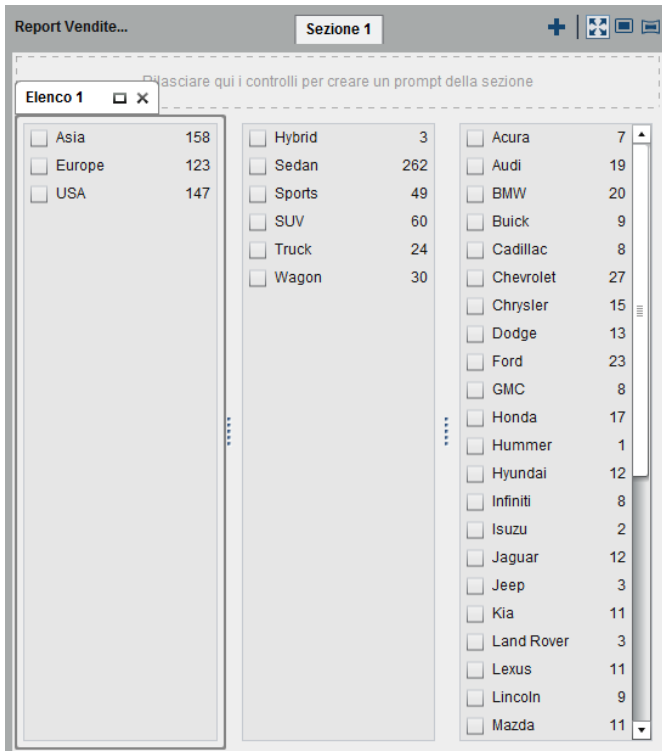 Report Vendite...
Sezione 1
Rilasciare qui i controlli per creare un prompt della sezione
Elenco 1
Asia 158
Europe 123
USA 147
Hybrid 3
Sedan 262
Sports 49
SUV 60
Truck 24
Wagon 30
Acura 7
Audi 19
BMW 20
Buick 9
Cadillac 8
Chevrolet 27
Chrysler 15
Dodge 13
Ford 23
GMC 8
Honda 17
Hummer 1
Hyundai 12
Infiniti 8
Isuzu 2
Jaguar 12
Jeep 3
Kia 11
Land Rover 3
Lexus 11
Lincoln 9
Mazda 11